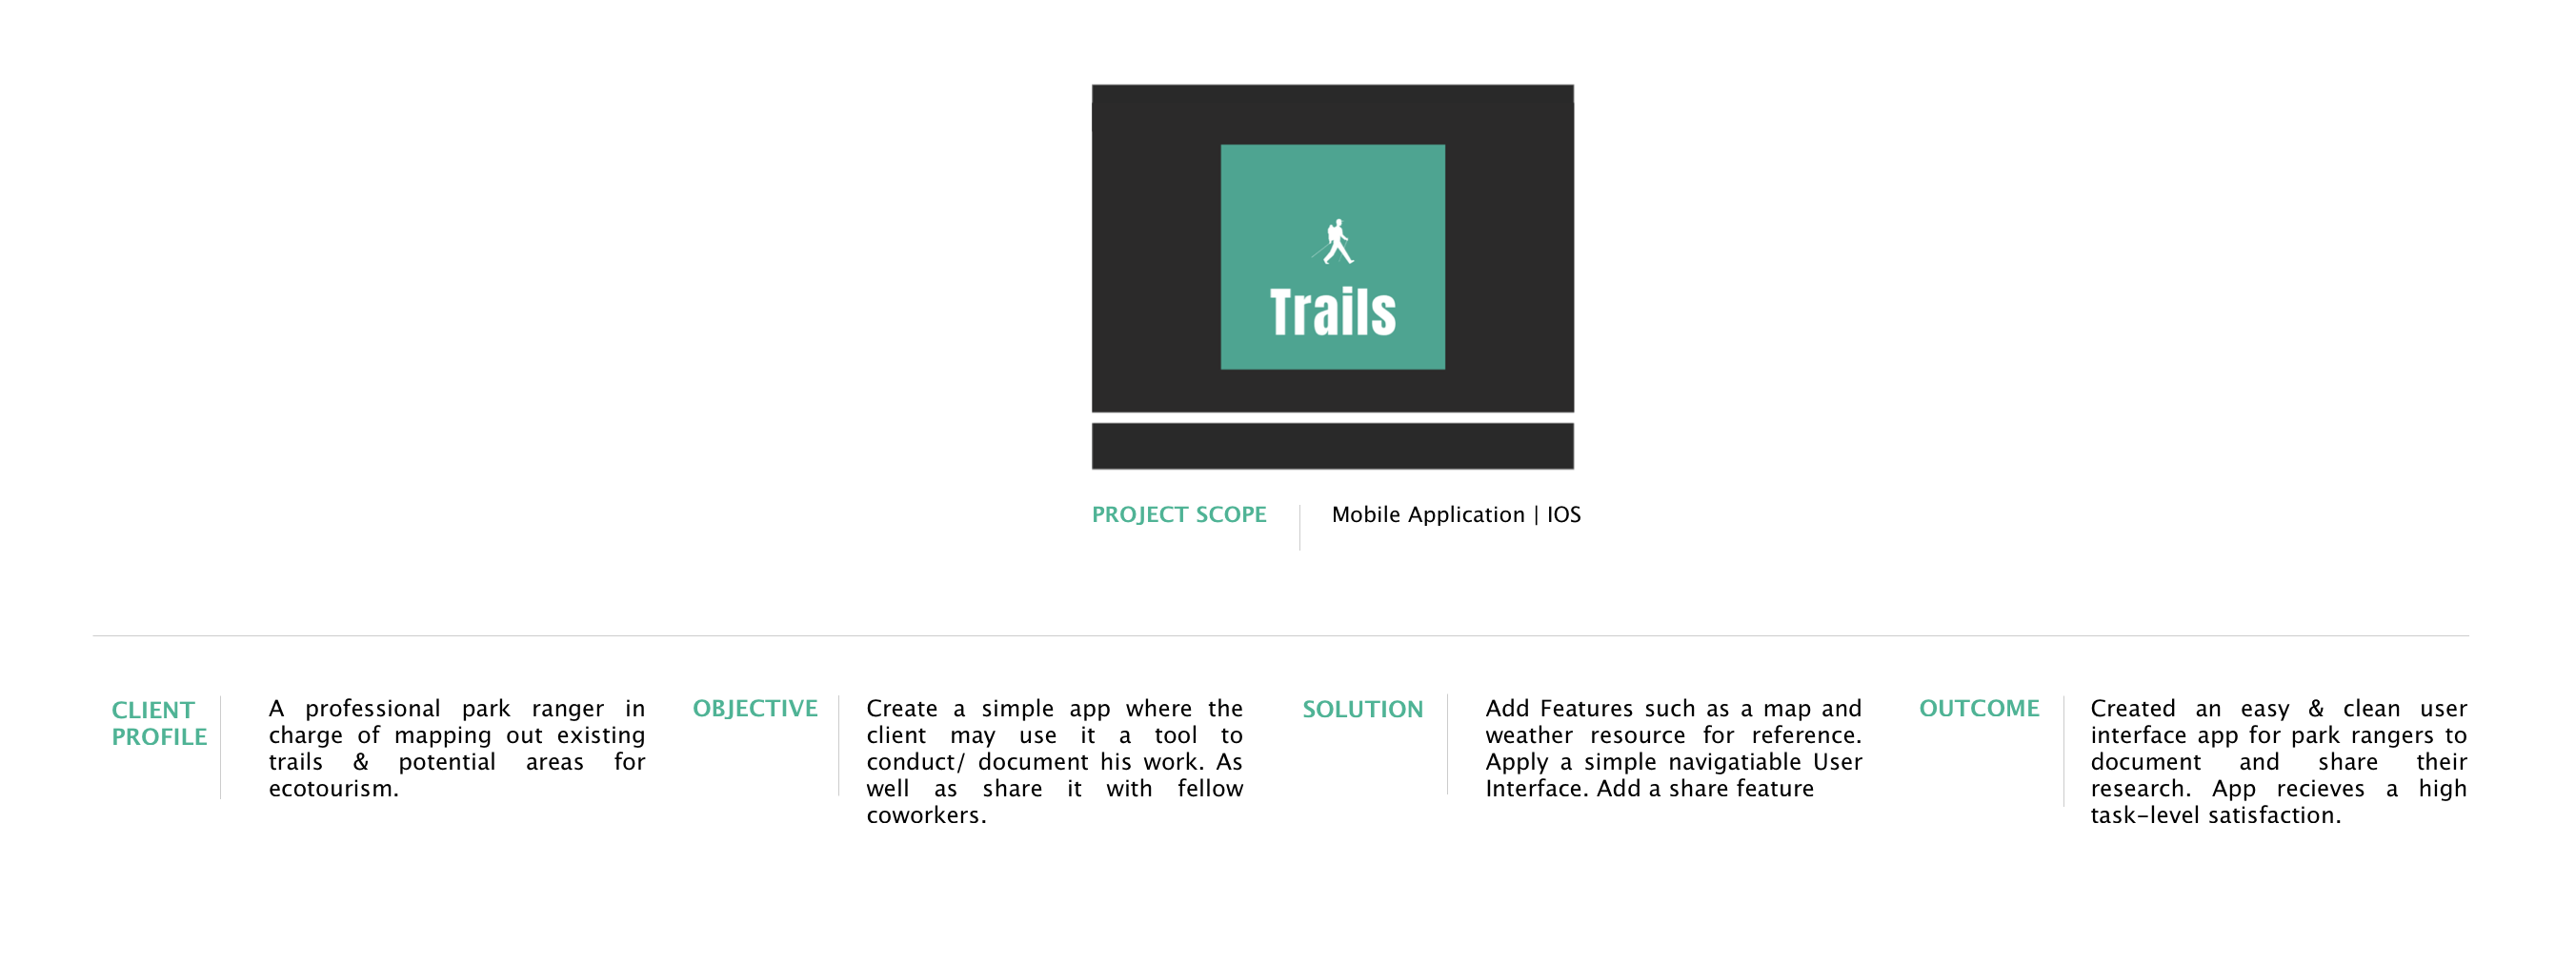 Trails
PROJECT SCOPE
Mobile Application | IOS
CLIENT
PROFILE
A professional park ranger in
charge of mapping out existing
trails & potential areas for
ecotourism.
OBJECTIVE
Create a simple app where the
client may use it a tool to
conduct/ document his work. As
well as share it with fellow
coworkers.
SOLUTION
Add Features such as a map and
weather resource for reference.
Apply a simple navigatiable User
Interface. Add a share feature
OUTCOME
Created an easy & clean user
interface app for park rangers to
document and share their
research. App recieves a high
task-level satisfaction.